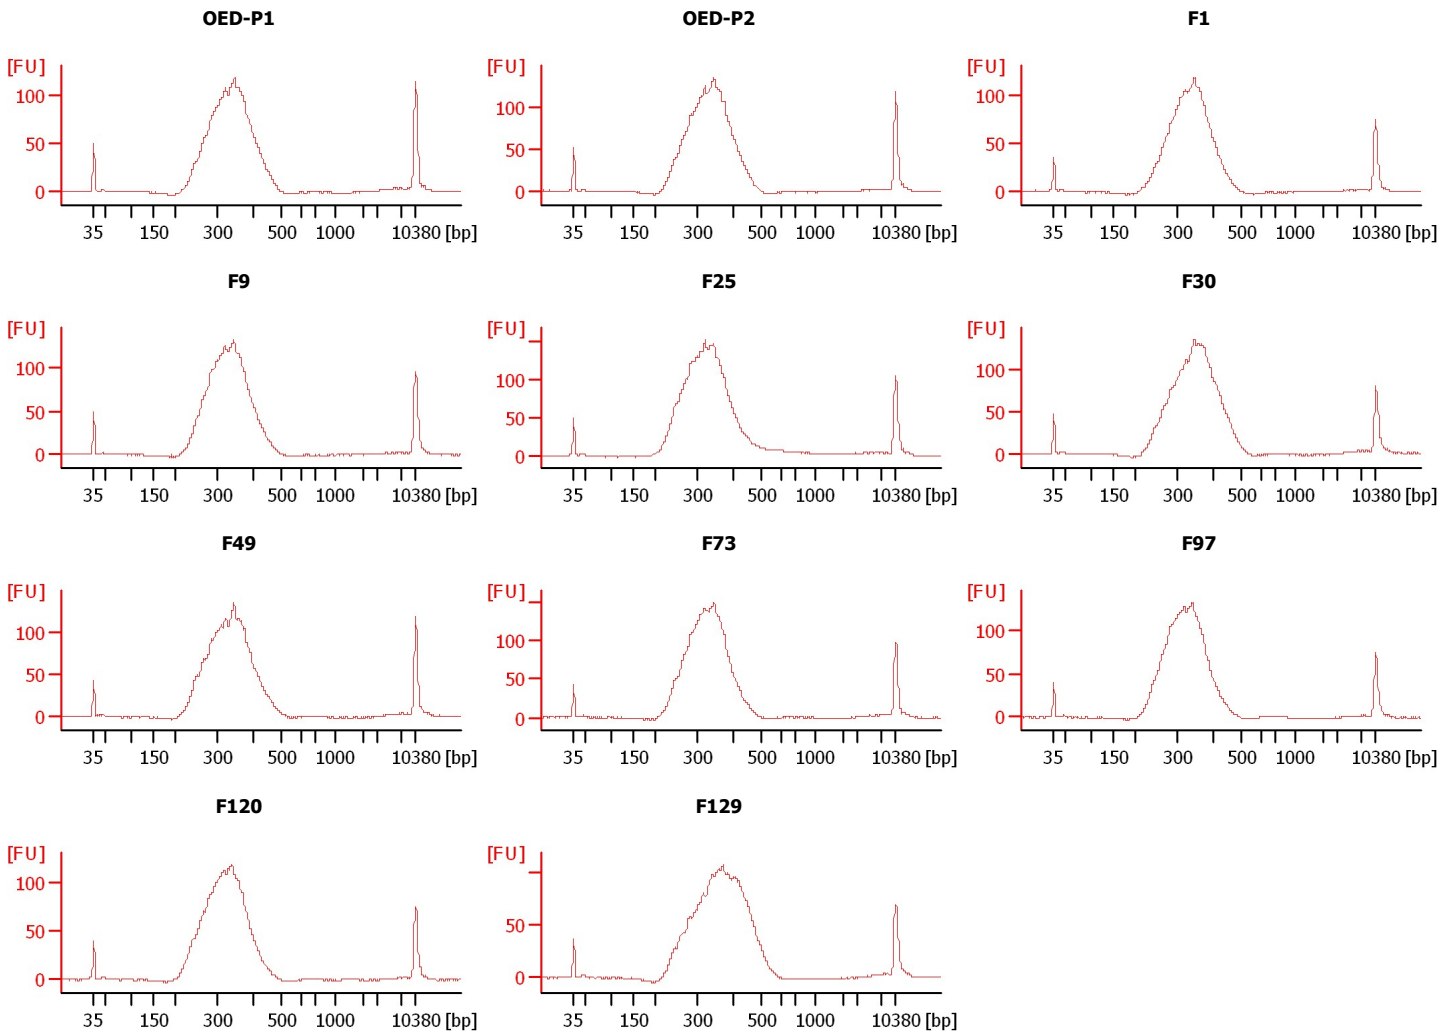 OED-P1 OED-P2 F1
[FU] [FU] [FU]
100 100 100
50 50 50
0 0 0
35 150 300 500 1000 10380 [bp] 35 150 300 500 1000 10380 [bp] 35 150 300 500 1000 10380 [bp]
F9 F25 F30
[FU] [FU] [FU]
100 100 100
50 50 50
0 0 0
35 150 300 500 1000 10380 [bp] 35 150 300 500 1000 10380 [bp] 35 150 300 500 1000 10380 [bp]
F49 F73 F97
[FU] [FU] [FU]
100 100 100
50 50 50
0 0 0
35 150 300 500 1000 10380 [bp] 35 150 300 500 1000 10380 [bp] 35 150 300 500 1000 10380 [bp]
F120 F129
[FU] [FU]
100
50 50
0 0
35 150 300 500 1000 10380 [bp] 35 150 300 500 1000 10380 [bp]